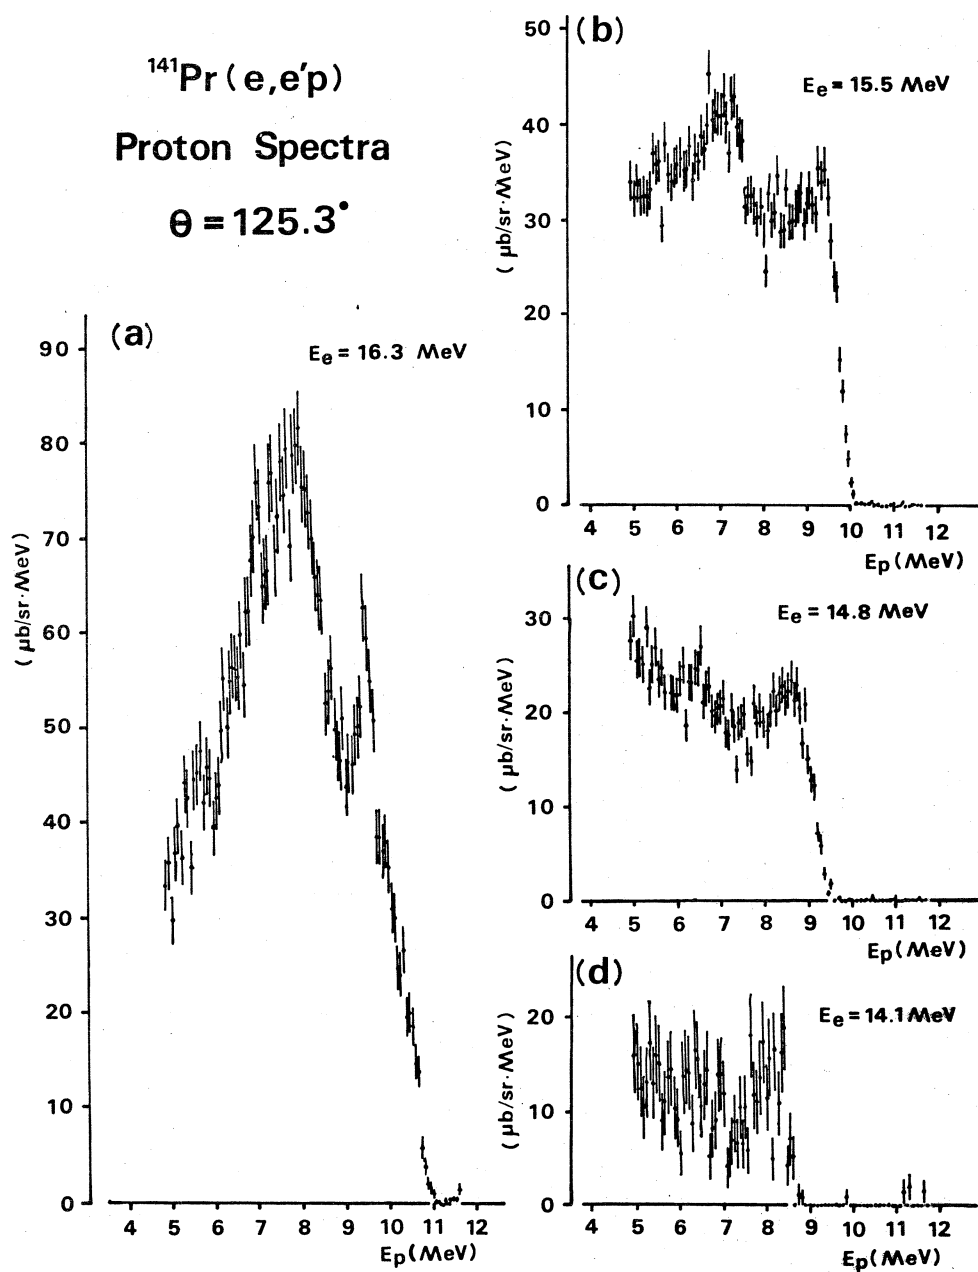 ¹⁴¹Pr(e,e′p)
Proton Spectra
θ = 125.3°
(a)
Ee = 16.3 MeV
(μb/sr·MeV)
90
80
70
60
50
40
30
20
10
0
4 5 6 7 8 9 10 11 12
Ep(MeV)
(b)
Ee = 15.5 MeV
(μb/sr·MeV)
50
40
30
20
10
0
4 5 6 7 8 9 10 11 12
Ep(MeV)
(c)
Ee = 14.8 MeV
(μb/sr·MeV)
30
20
10
0
4 5 6 7 8 9 10 11 12
Ep(MeV)
(d)
Ee = 14.1 MeV
(μb/sr·MeV)
20
10
0
4 5 6 7 8 9 10 11 12
Ep(MeV)